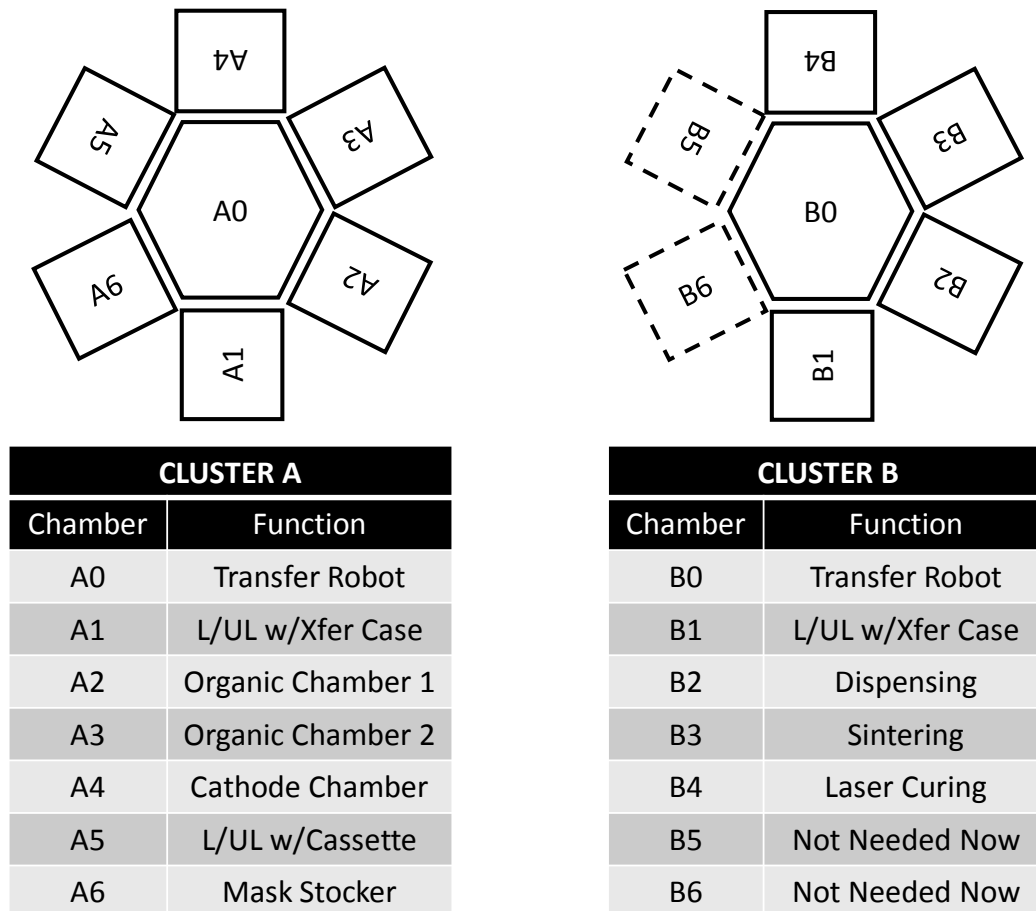 A4
A5
A3
A0
A6
A2
A1
B4
B5
B3
B0
B6
B2
B1
CLUSTER A
Chamber Function
A0 Transfer Robot
A1 L/UL w/Xfer Case
A2 Organic Chamber 1
A3 Organic Chamber 2
A4 Cathode Chamber
A5 L/UL w/Cassette
A6 Mask Stocker
CLUSTER B
Chamber Function
B0 Transfer Robot
B1 L/UL w/Xfer Case
B2 Dispensing
B3 Sintering
B4 Laser Curing
B5 Not Needed Now
B6 Not Needed Now